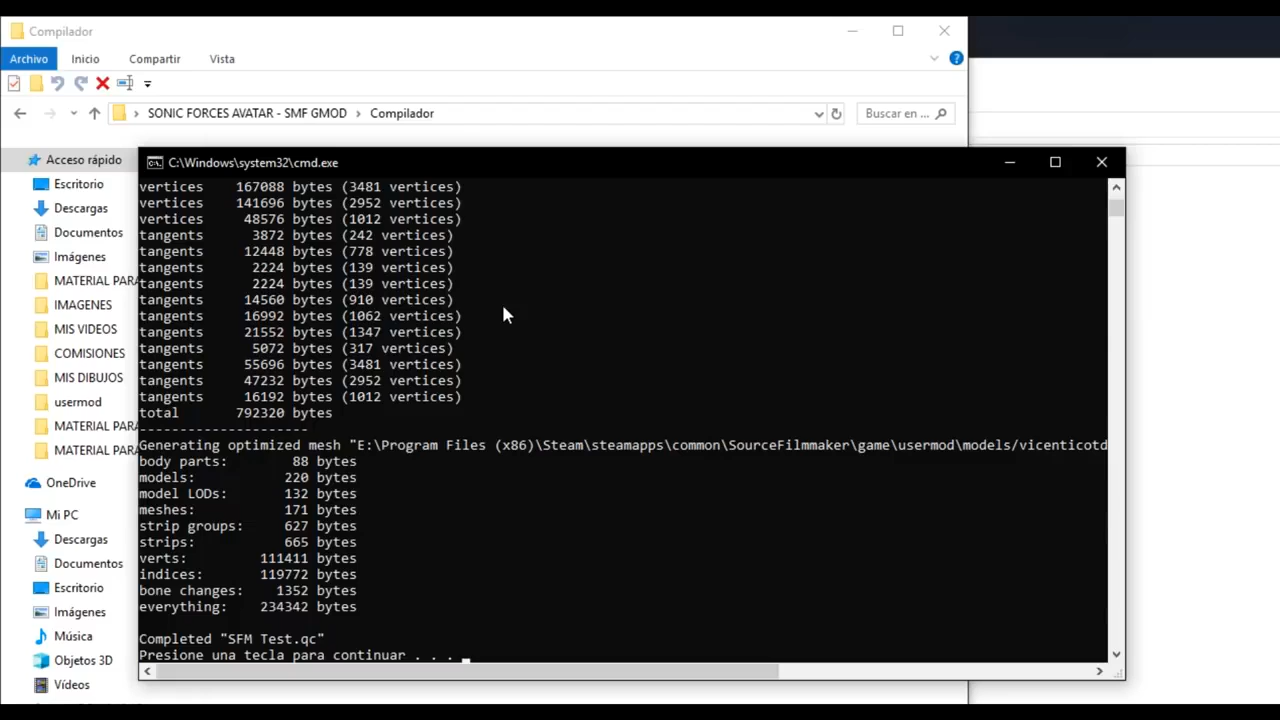 Compilador
Archivo Inicio Compartir Vista
SONIC FORCES AVATAR - SMF GMOD > Compilador Buscar en ...
Acceso rápido
Escritorio
Descargas
Documentos
Imágenes
MATERIAL PARA
IMAGENES
MIS VIDEOS
COMISIONES
MIS DIBUJOS
usermod
MATERIAL PARA
MATERIAL PARA
OneDrive
Mi PC
Descargas
Documentos
Escritorio
Imágenes
Música
Objetos 3D
Vídeos
C:\Windows\system32\cmd.exe
vertices 167088 bytes (3481 vertices)
vertices 141696 bytes (2952 vertices)
vertices 48576 bytes (1012 vertices)
tangents 3872 bytes (242 vertices)
tangents 12448 bytes (778 vertices)
tangents 2224 bytes (139 vertices)
tangents 2224 bytes (139 vertices)
tangents 14560 bytes (910 vertices)
tangents 16992 bytes (1062 vertices)
tangents 21552 bytes (1347 vertices)
tangents 5072 bytes (317 vertices)
tangents 55696 bytes (3481 vertices)
tangents 47232 bytes (2952 vertices)
tangents 16192 bytes (1012 vertices)
total 792320 bytes
---------------------
Generating optimized mesh "E:\Program Files (x86)\Steam\steamapps\common\SourceFilmmaker\game\usermod\models/vicenticotd
body parts: 88 bytes
models: 220 bytes
model LODs: 132 bytes
meshes: 171 bytes
strip groups: 627 bytes
strips: 665 bytes
verts: 111411 bytes
indices: 119772 bytes
bone changes: 1352 bytes
everything: 234342 bytes
Completed "SFM Test.qc"
Presione una tecla para continuar . . .